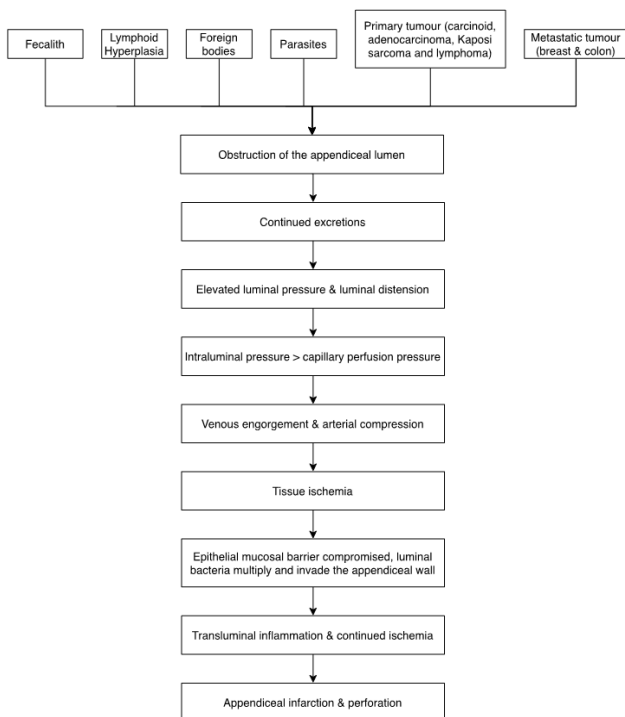 Fecalith
Lymphoid
Hyperplasia
Foreign
bodies
Parasites
Primary tumour (carcinoid,
adenocarcinoma, Kaposi
sarcoma and lymphoma)
Metastatic tumour
(breast & colon)
Obstruction of the appendiceal lumen
Continued excretions
Elevated luminal pressure & luminal distension
Intraluminal pressure > capillary perfusion pressure
Venous engorgement & arterial compression
Tissue ischemia
Epithelial mucosal barrier compromised, luminal
bacteria multiply and invade the appendiceal wall
Transluminal inflammation & continued ischemia
Appendiceal infarction & perforation